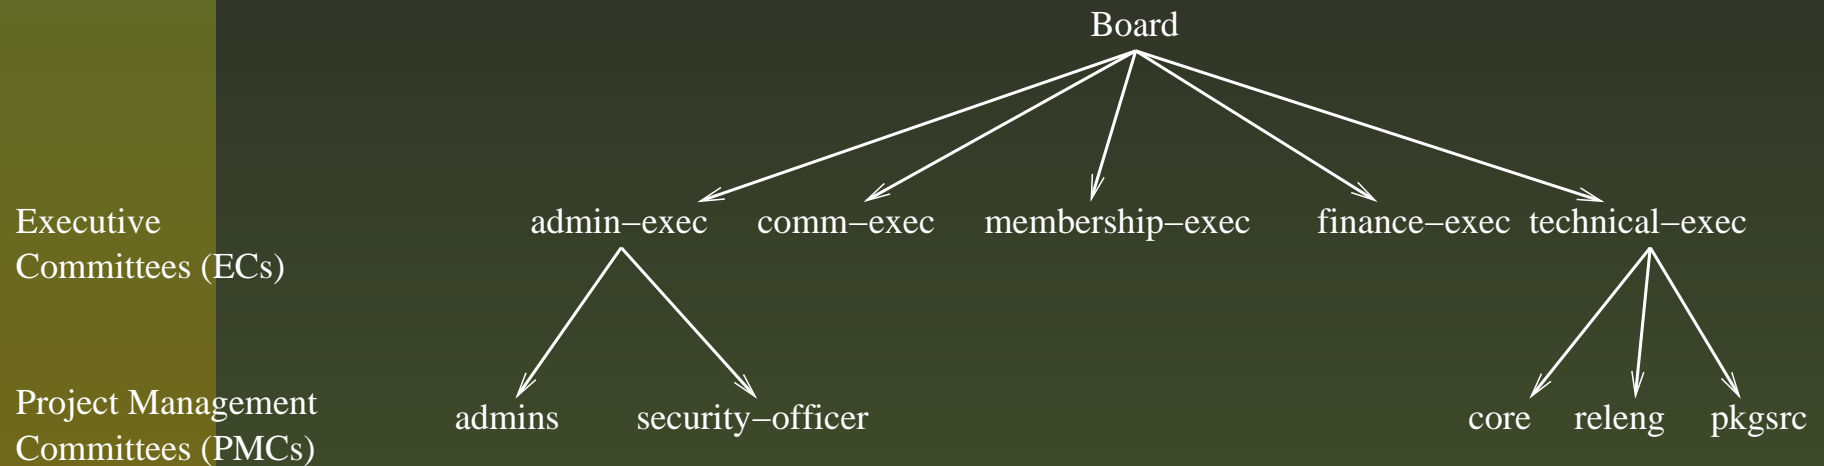 Board
Executive
Committees (ECs)
admin−exec comm−exec membership−exec finance−exec technical−exec
Project Management
Committees (PMCs)
admins security−officer core releng pkgsrc